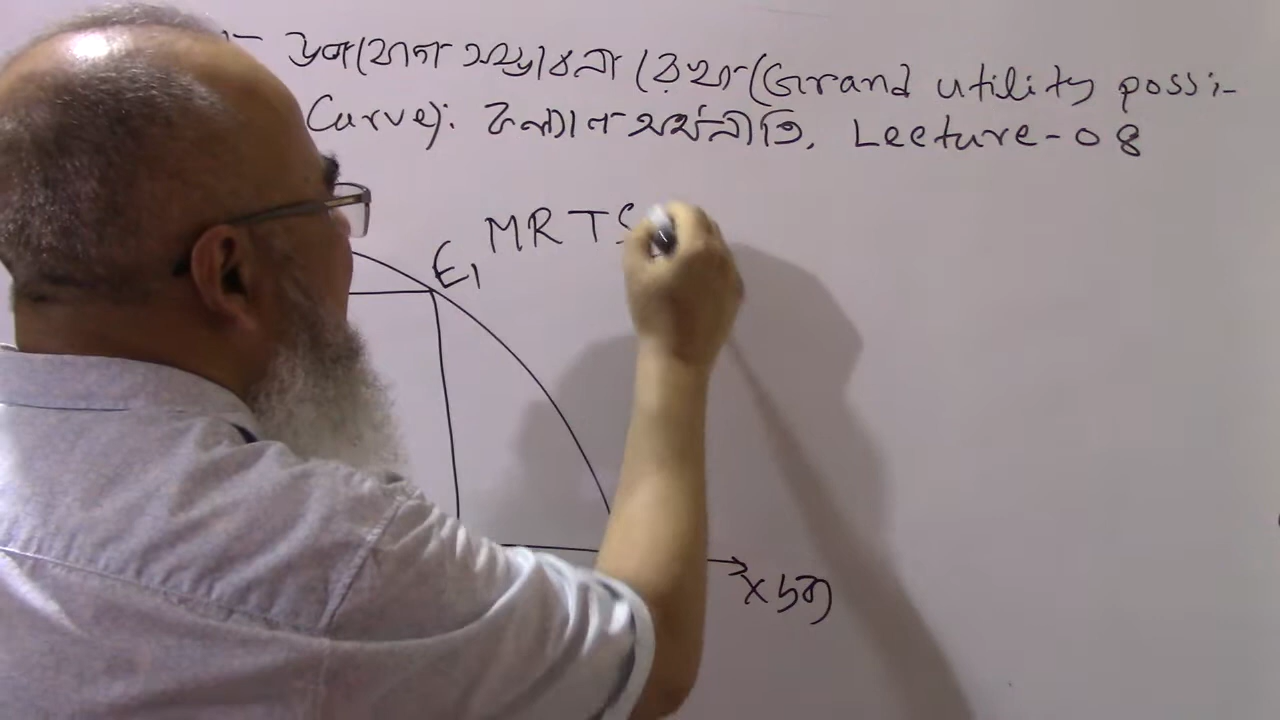 উপযোগ সম্ভাবনা রেখা (Grand utility possi-
Curve): কল্যাণ অর্থনীতি, Lecture-08
E1 MRTS
X দ্রব্য